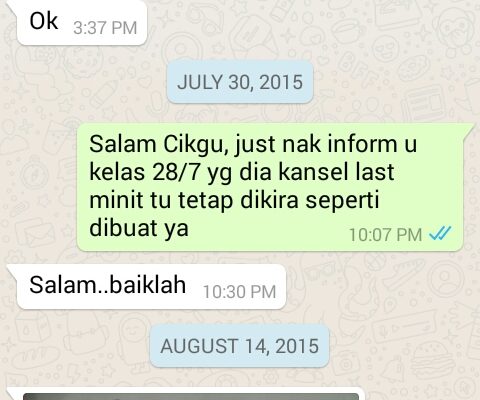 Ok 3:37 PM
JULY 30, 2015
Salam Cikgu, just nak inform u
kelas 28/7 yg dia kansel last
minit tu tetap dikira seperti
dibuat ya 10:07 PM
Salam..baiklah 10:30 PM
AUGUST 14, 2015